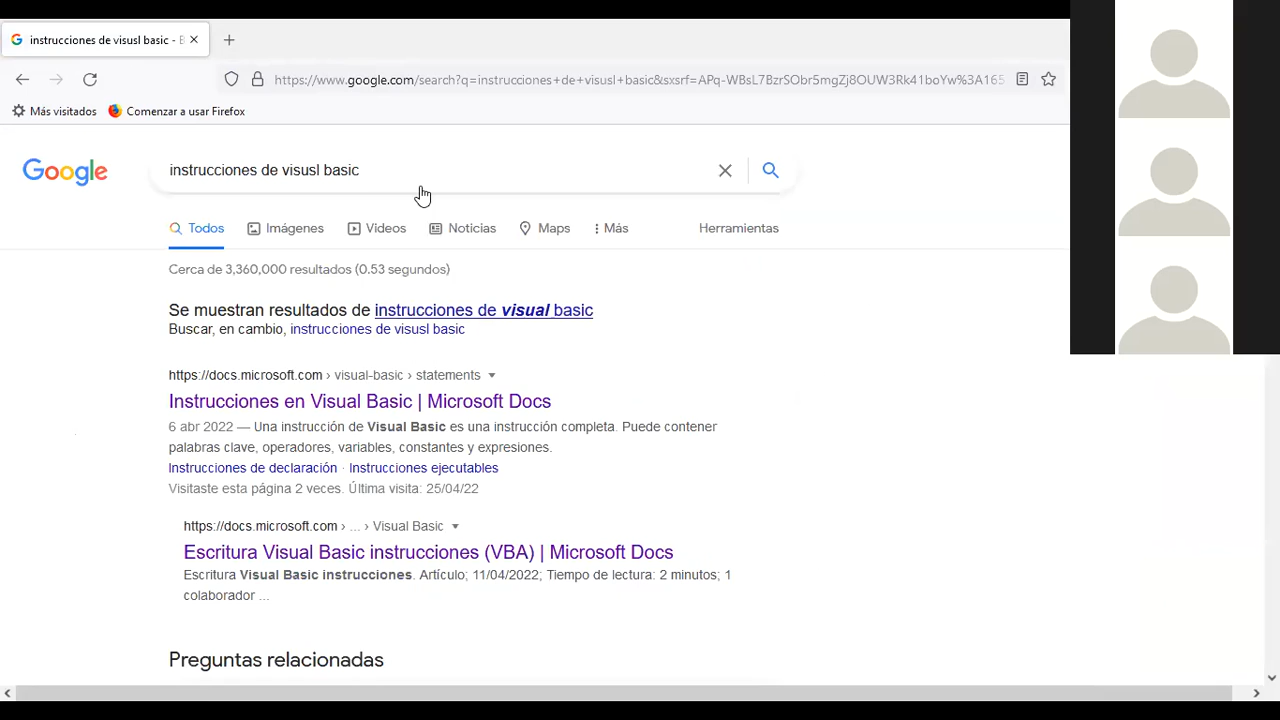 instrucciones de visusl basic - B
https://www.google.com/search?q=instrucciones+de+visusl+basic&sxsrf=APq-WBsL7BzrSObr5mgZj8OUW3Rk41boYw%3A165
Más visitados Comenzar a usar Firefox
Google instrucciones de visusl basic
Todos Imágenes Videos Noticias Maps Más Herramientas
Cerca de 3,360,000 resultados (0.53 segundos)
Se muestran resultados de instrucciones de visual basic
Buscar, en cambio, instrucciones de visusl basic
https://docs.microsoft.com › visual-basic › statements
Instrucciones en Visual Basic | Microsoft Docs
6 abr 2022 — Una instrucción de Visual Basic es una instrucción completa. Puede contener
palabras clave, operadores, variables, constantes y expresiones.
Instrucciones de declaración · Instrucciones ejecutables
Visitaste esta página 2 veces. Última visita: 25/04/22
https://docs.microsoft.com › ... › Visual Basic
Escritura Visual Basic instrucciones (VBA) | Microsoft Docs
Escritura Visual Basic instrucciones. Artículo; 11/04/2022; Tiempo de lectura: 2 minutos; 1
colaborador ...
Preguntas relacionadas